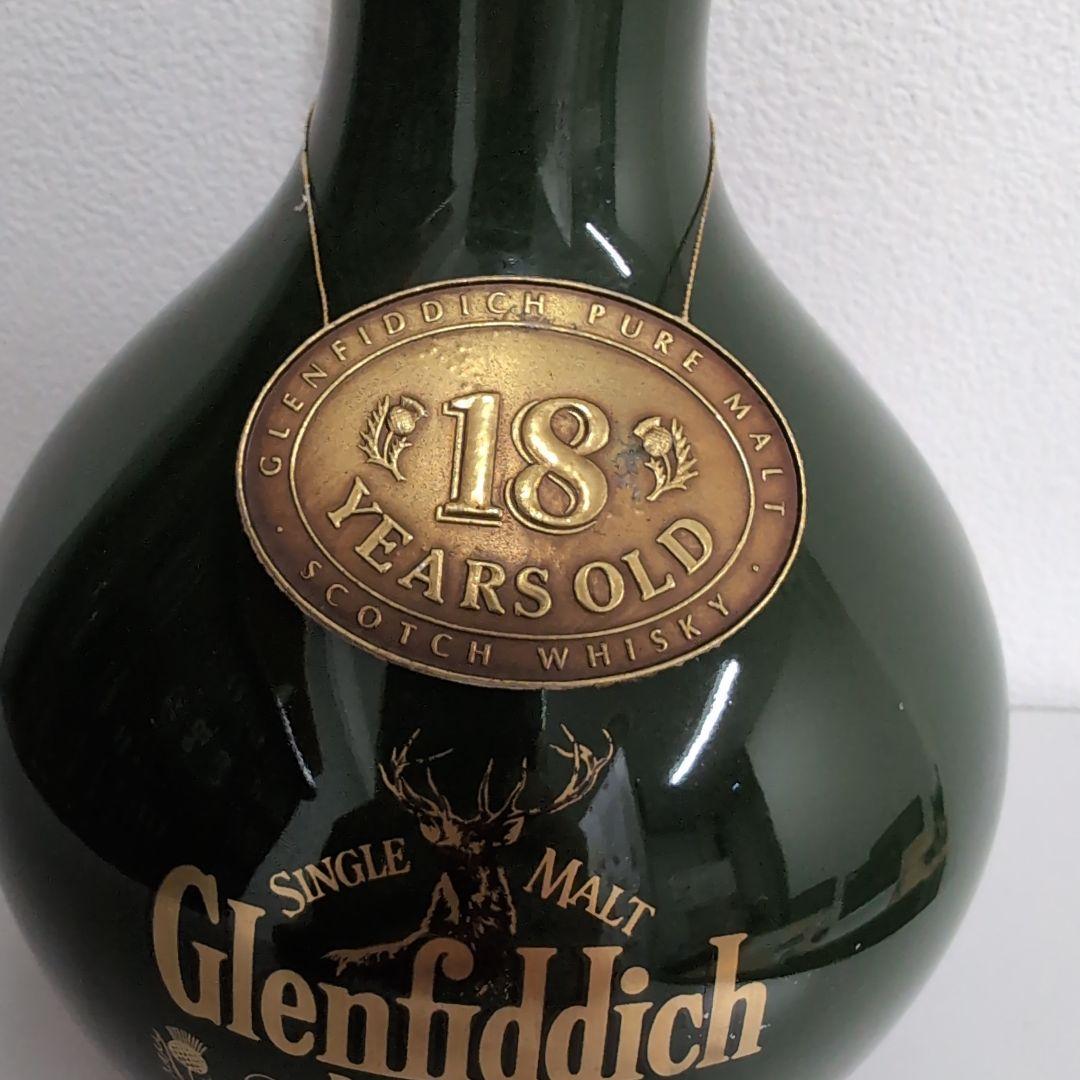 GLENFIDDICH PURE MALT
18
YEARS OLD
· SCOTCH WHISKY ·
SINGLE MALT
Glenfiddich